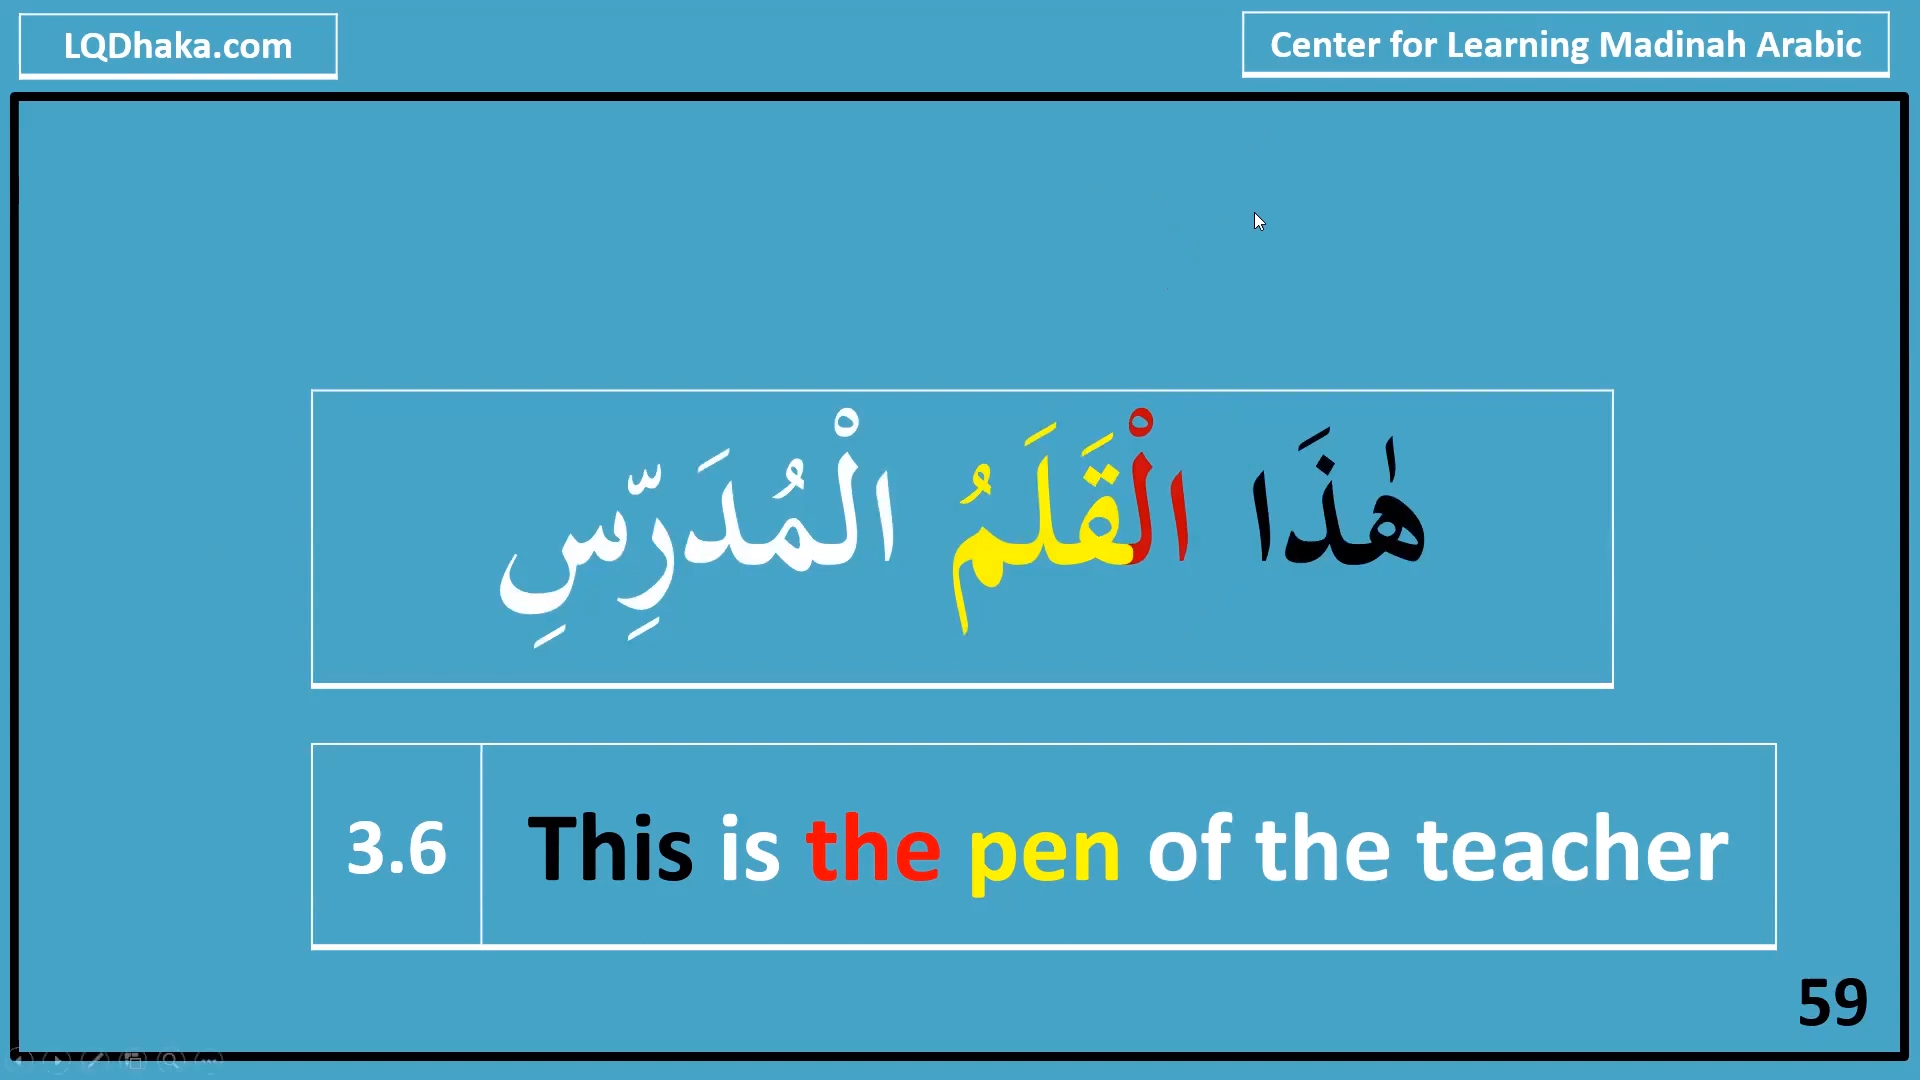 LQDhaka.com
Center for Learning Madinah Arabic
هٰذَا الْقَلَمُ الْمُدَرِّسِ
3.6 This is the pen of the teacher
59